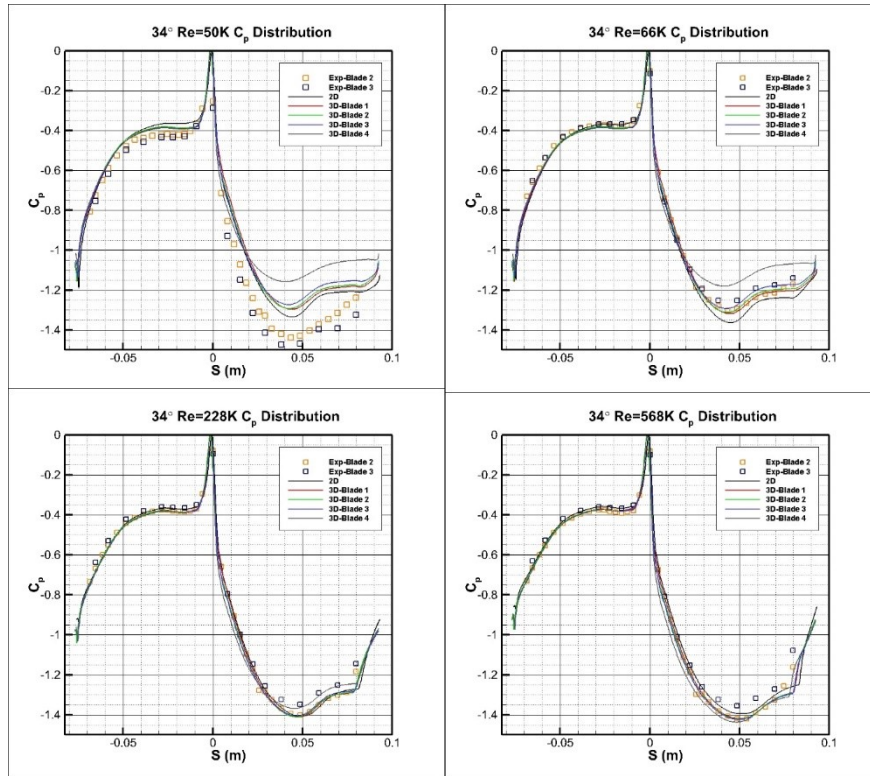 34° Re=50K Cp Distribution
0
-0.2
-0.4
-0.6
-0.8
-1
-1.2
-1.4
Cp
-0.05
0
0.05
0.1
S (m)
Exp-Blade 2
Exp-Blade 3
2D
3D-Blade 1
3D-Blade 2
3D-Blade 3
3D-Blade 4
34° Re=66K Cp Distribution
0
-0.2
-0.4
-0.6
-0.8
-1
-1.2
-1.4
Cp
-0.05
0
0.05
0.1
S (m)
Exp-Blade 2
Exp-Blade 3
2D
3D-Blade 1
3D-Blade 2
3D-Blade 3
3D-Blade 4
34° Re=228K Cp Distribution
0
-0.2
-0.4
-0.6
-0.8
-1
-1.2
-1.4
Cp
-0.05
0
0.05
0.1
S (m)
Exp-Blade 2
Exp-Blade 3
2D
3D-Blade 1
3D-Blade 2
3D-Blade 3
3D-Blade 4
34° Re=568K Cp Distribution
0
-0.2
-0.4
-0.6
-0.8
-1
-1.2
-1.4
Cp
-0.05
0
0.05
0.1
S (m)
Exp-Blade 2
Exp-Blade 3
2D
3D-Blade 1
3D-Blade 2
3D-Blade 3
3D-Blade 4